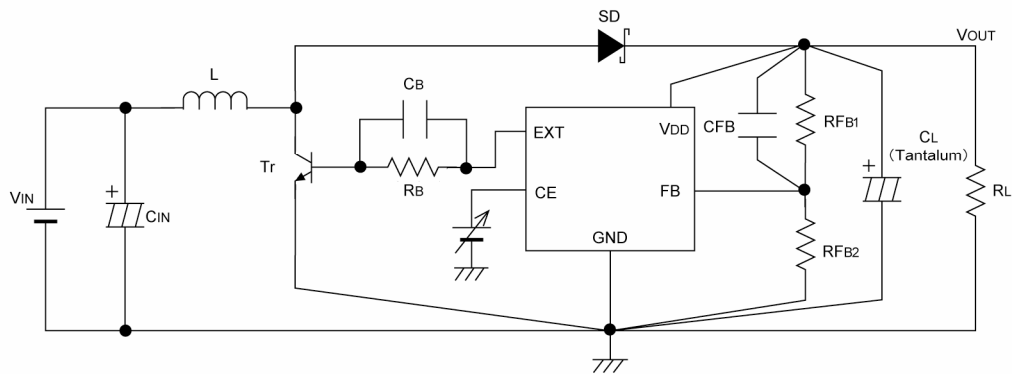 SD
VOUT
L
CB
EXT
VDD
CFB
RFB1
CL
(Tantalum)
Tr
RB
CE
FB
RL
VIN
+
CIN
+
GND
RFB2